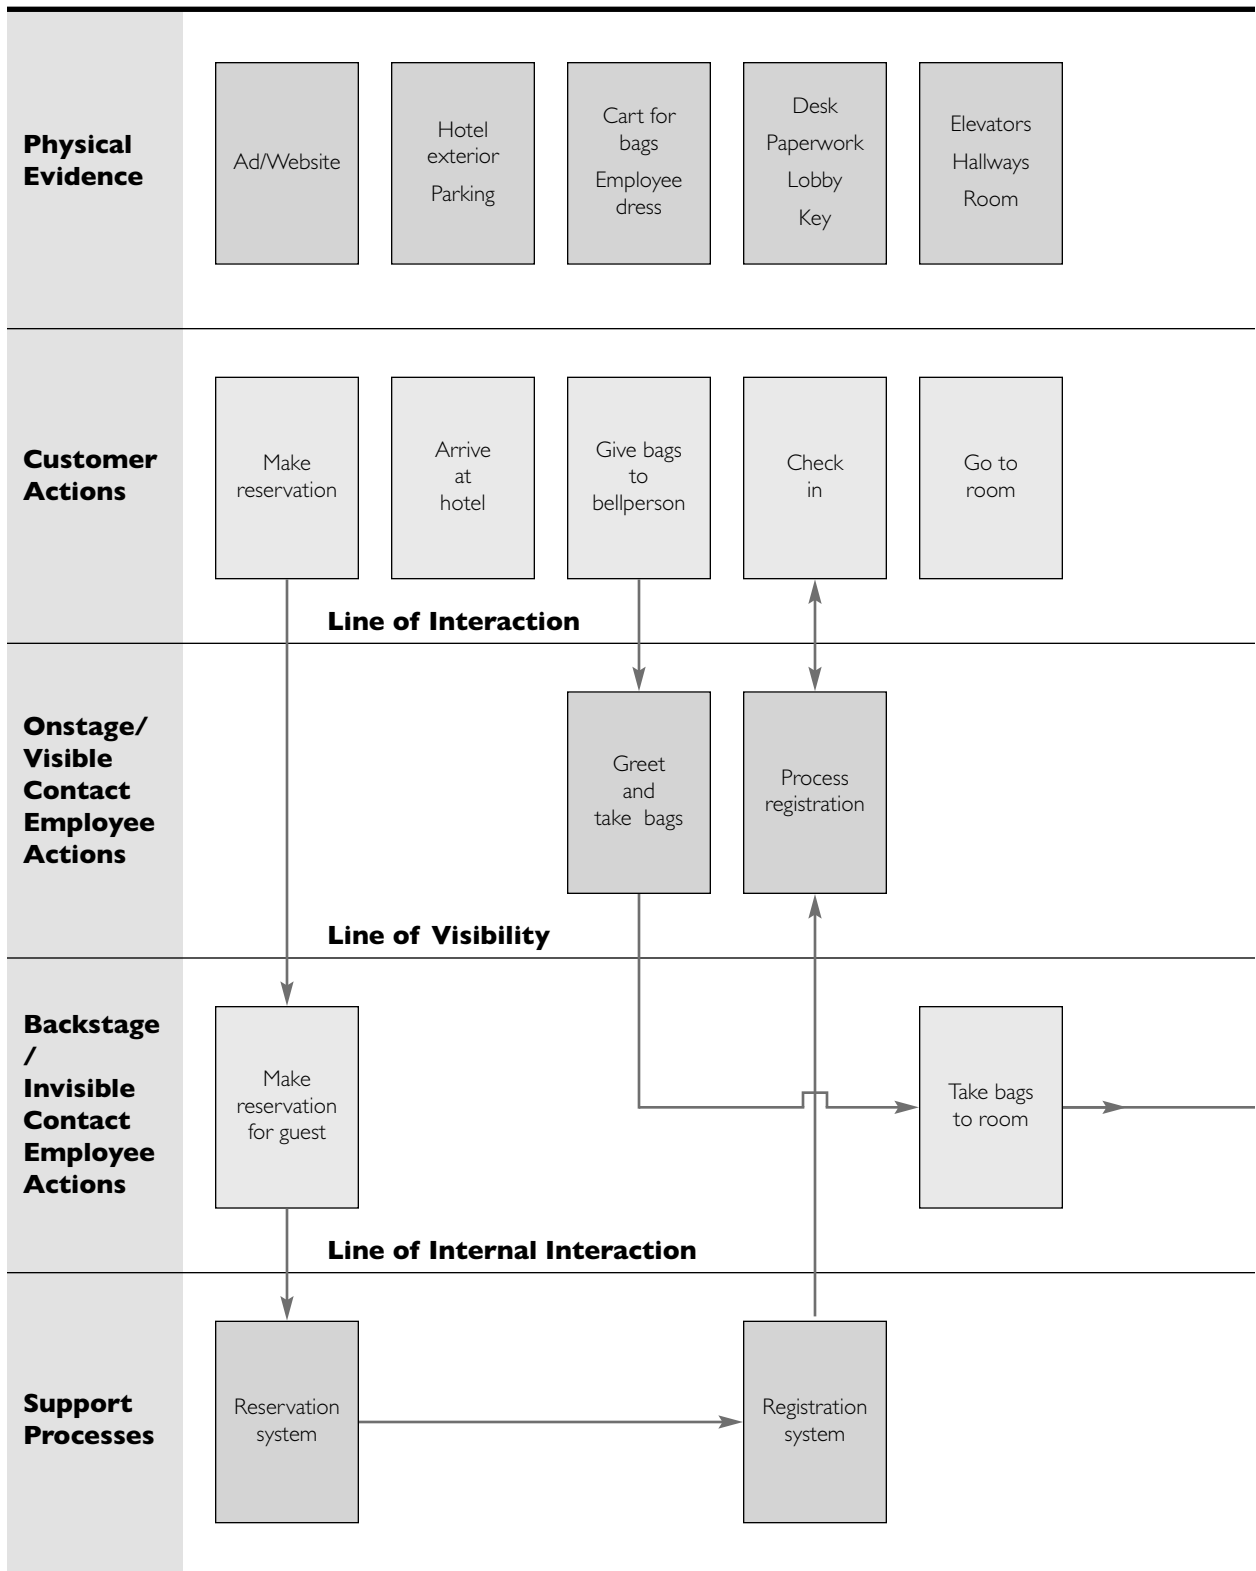 Physical
Evidence
Ad/Website
Hotel
exterior
Parking
Cart for
bags
Employee
dress
Desk
Paperwork
Lobby
Key
Elevators
Hallways
Room
Customer
Actions
Make
reservation
Arrive
at
hotel
Give bags
to
bellperson
Check
in
Go to
room
Line of Interaction
Onstage/
Visible
Contact
Employee
Actions
Greet
and
take bags
Process
registration
Line of Visibility
Backstage
/
Invisible
Contact
Employee
Actions
Make
reservation
for guest
Take bags
to room
Line of Internal Interaction
Support
Processes
Reservation
system
Registration
system